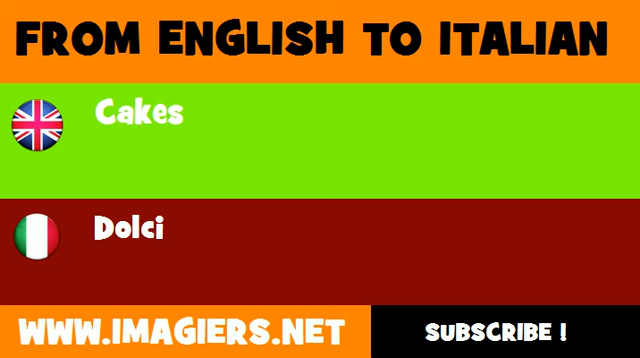 FROM ENGLISH TO ITALIAN
Cakes
Dolci
WWW.IMAGIERS.NET
SUBSCRIBE !